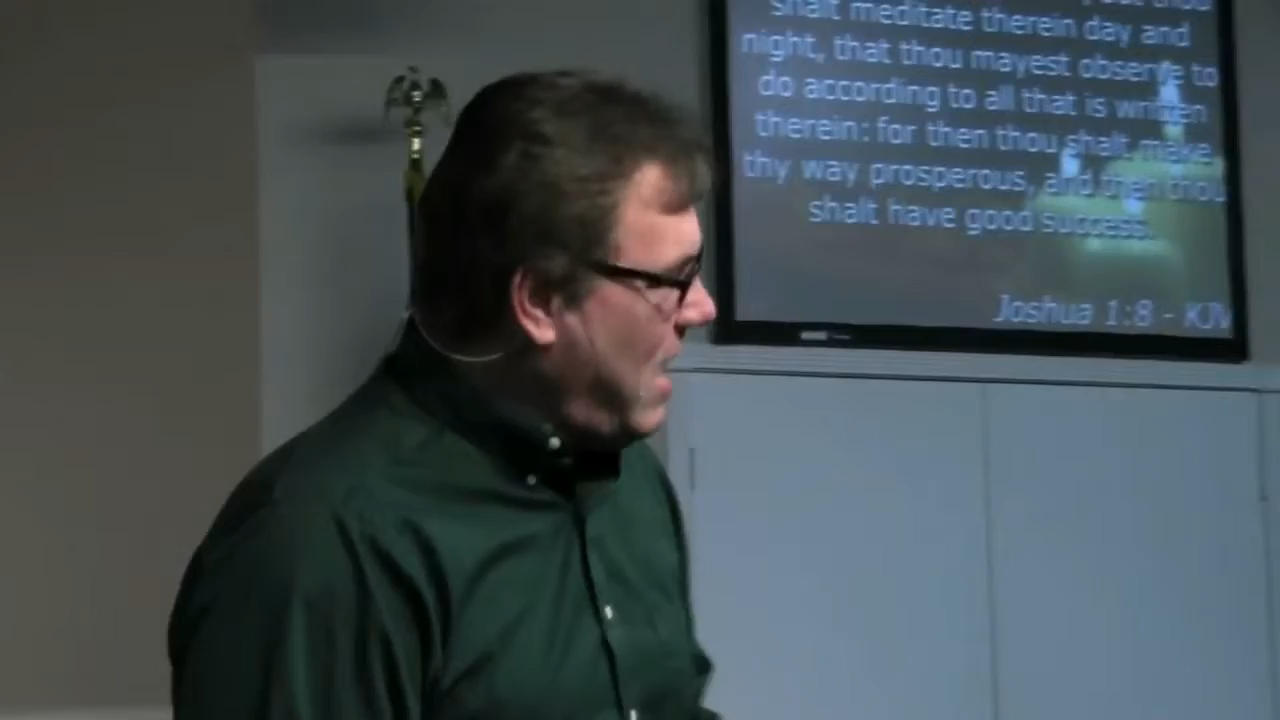 shalt meditate therein day and
night, that thou mayest observe to
do according to all that is written
therein: for then thou shalt make
thy way prosperous, and then thou
shalt have good success.
Joshua 1:8 - KJV